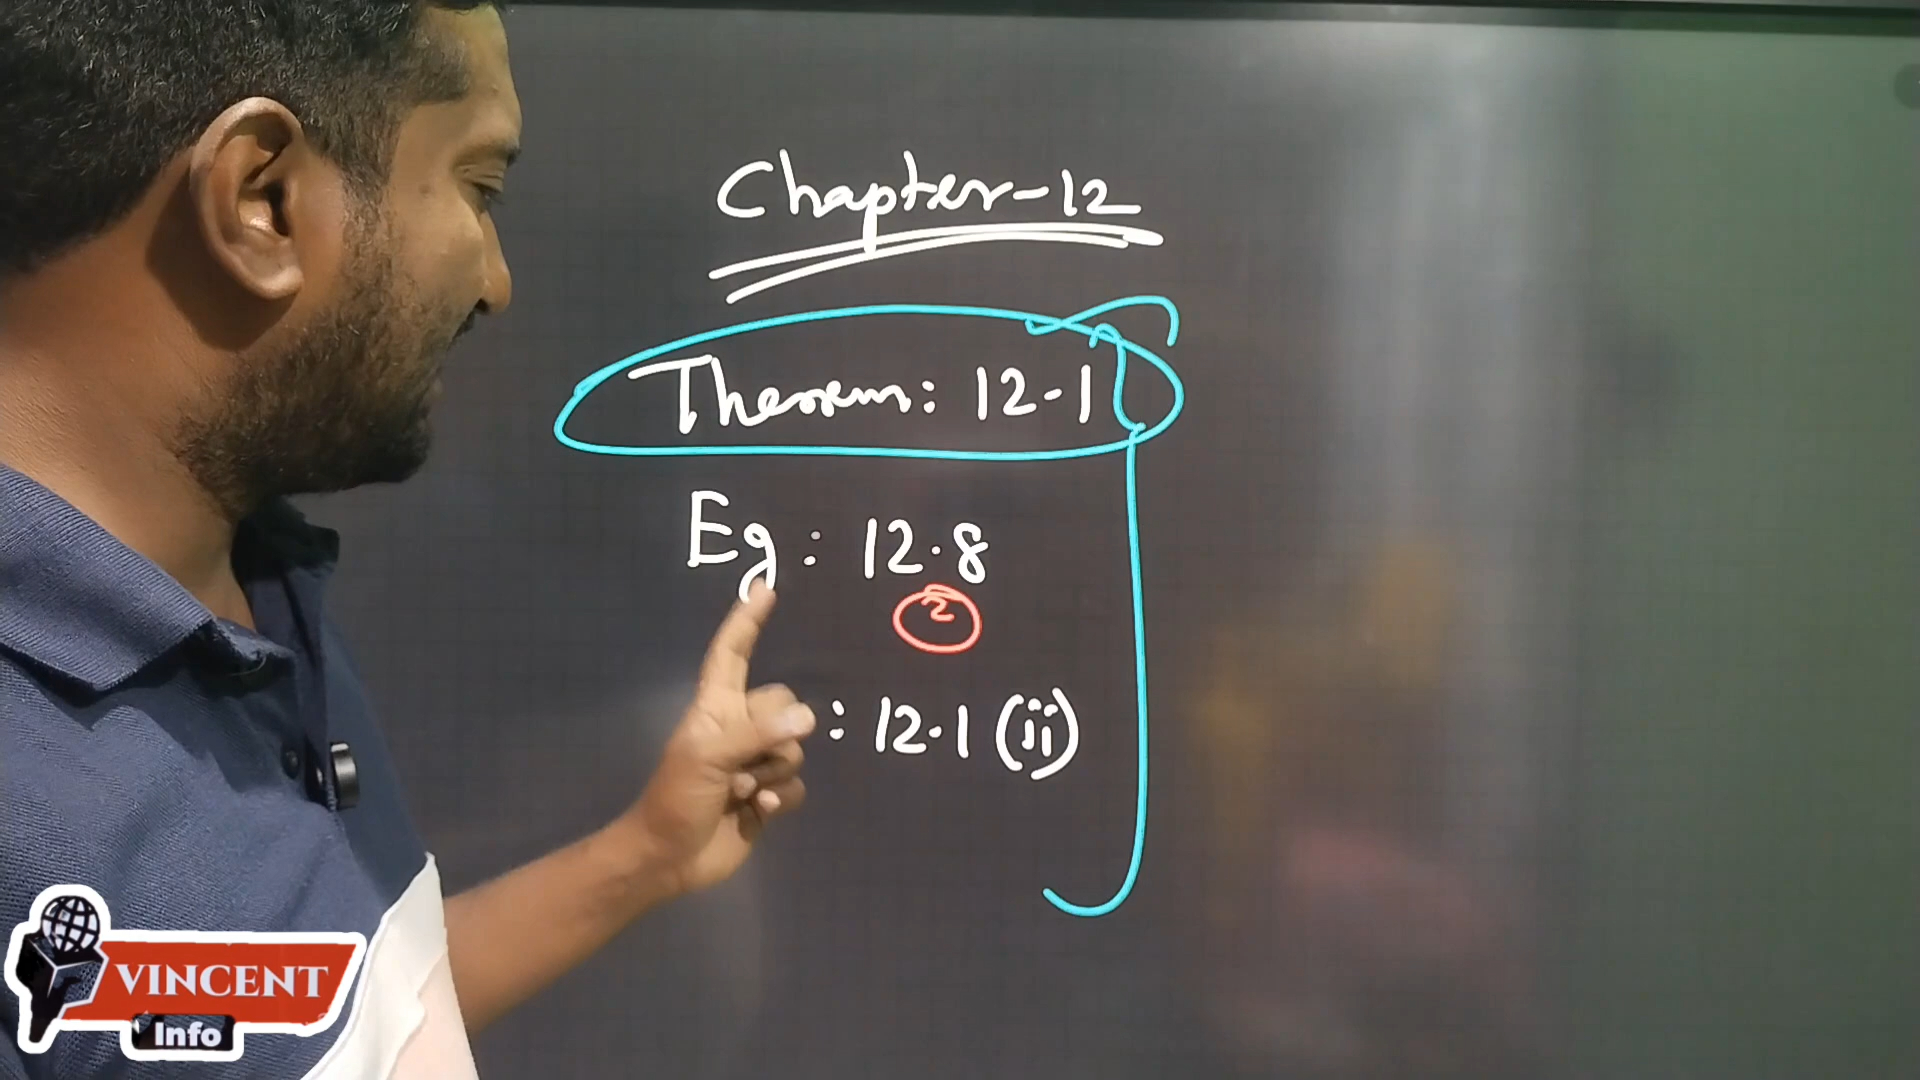 Chapter-12
Theorem: 12-1
Eg: 12.8
2
: 12.1 (ii)
VINCENT
Info